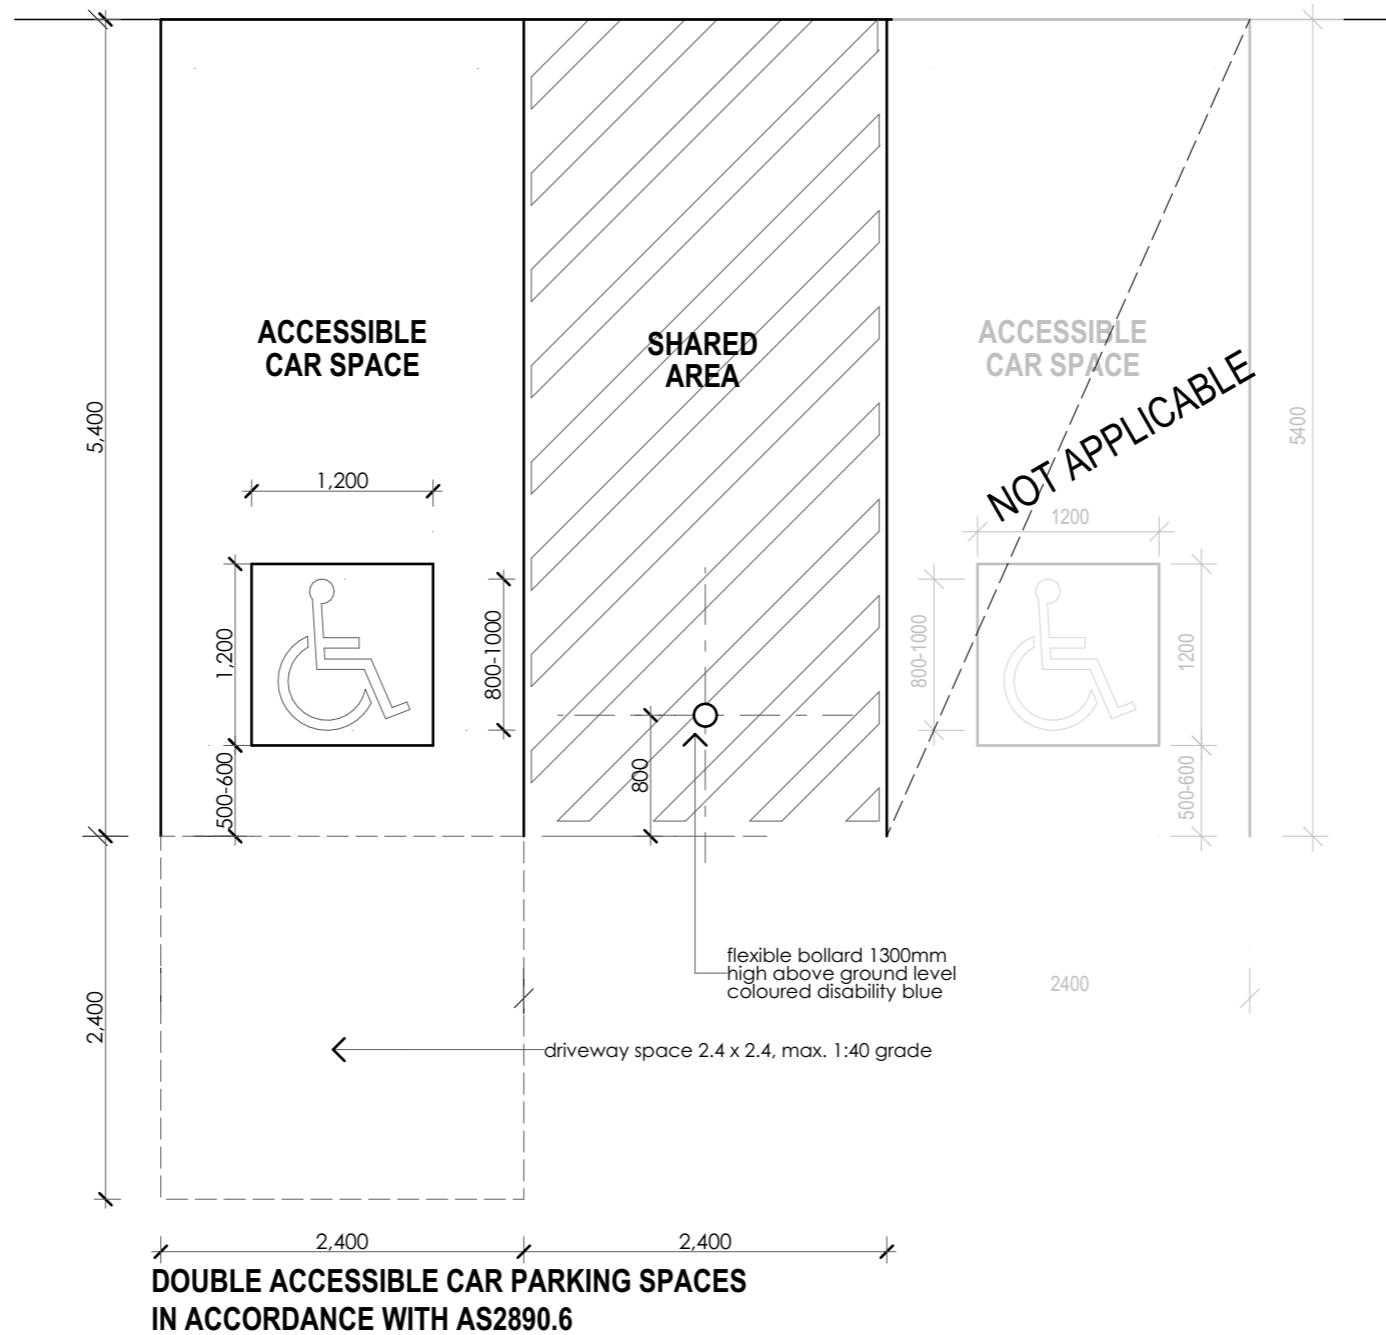 ACCESSIBLE
CAR SPACE
SHARED
AREA
ACCESSIBLE
CAR SPACE
NOT APPLICABLE
5,400
5400
1,200
1200
1,200
800-1000
800-1000
1200
500-600
800
500-600
flexible bollard 1300mm
high above ground level
coloured disability blue
2400
2,400
driveway space 2.4 x 2.4, max. 1:40 grade
2,400
2,400
DOUBLE ACCESSIBLE CAR PARKING SPACES
IN ACCORDANCE WITH AS2890.6